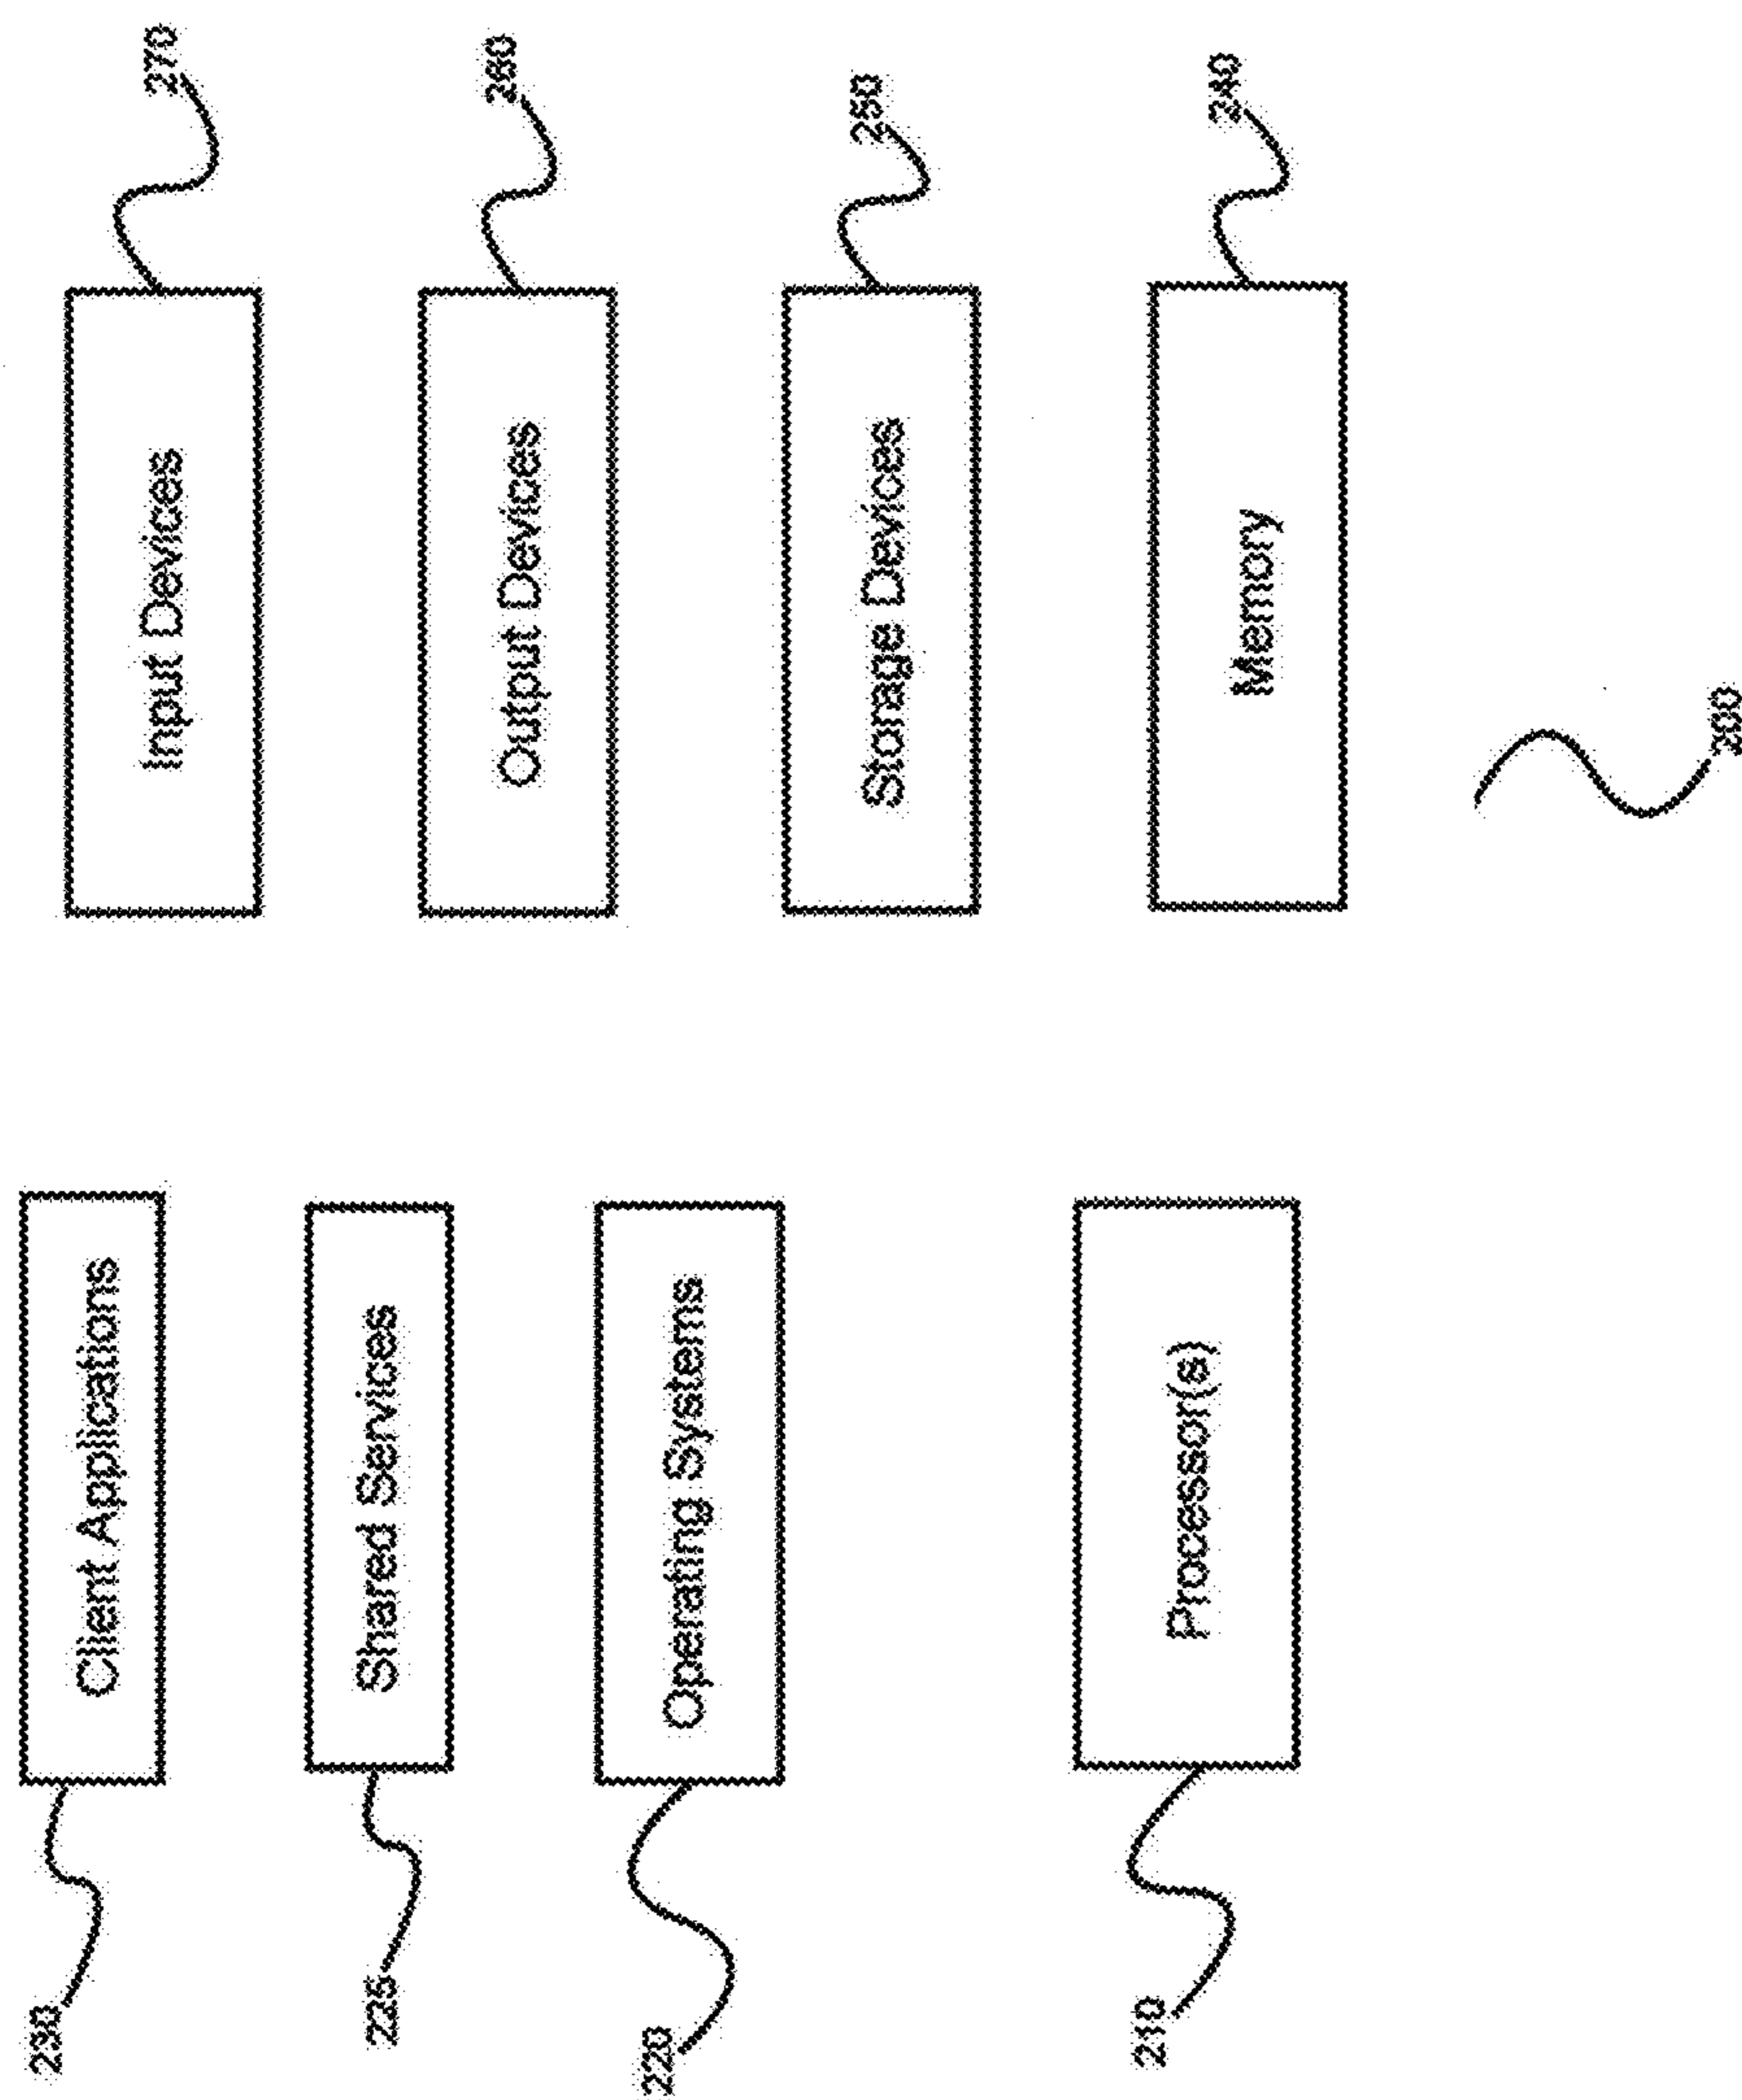 230
Client Applications
225
Shared Services
220
Operating Systems
210
Processor(s)
Input Devices
270
Output Devices
260
Storage Devices
250
Memory
240
200